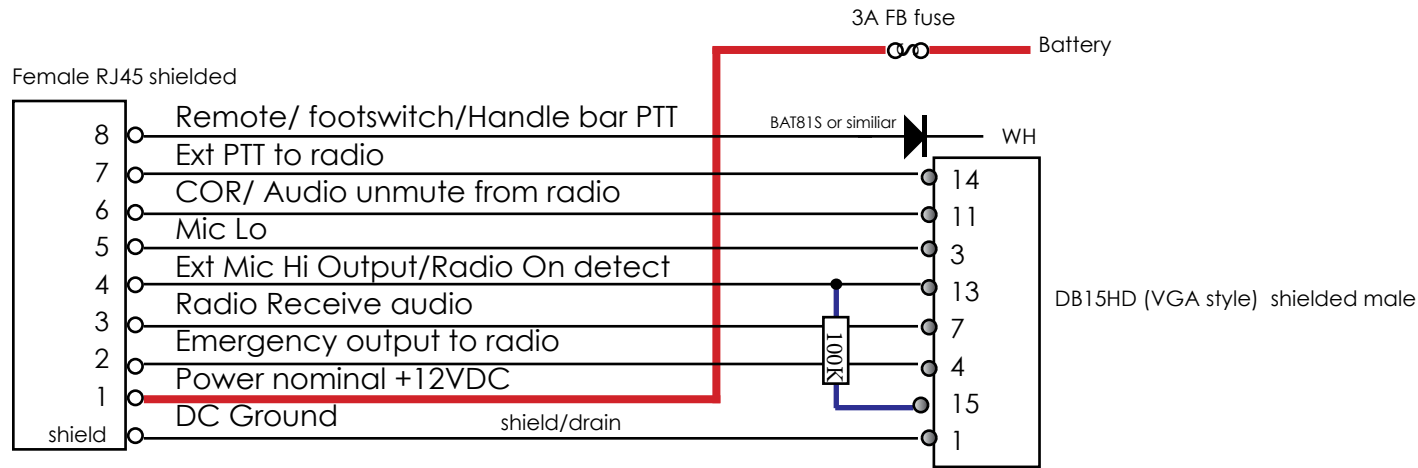 3A FB fuse
Battery
Female RJ45 shielded
8 Remote/ footswitch/Handle bar PTT BAT81S or similiar WH
7 Ext PTT to radio 14
6 COR/ Audio unmute from radio 11
5 Mic Lo 3
4 Ext Mic Hi Output/Radio On detect 13
DB15HD (VGA style) shielded male
3 Radio Receive audio 7
100K
2 Emergency output to radio 4
1 Power nominal +12VDC 15
shield DC Ground shield/drain 1